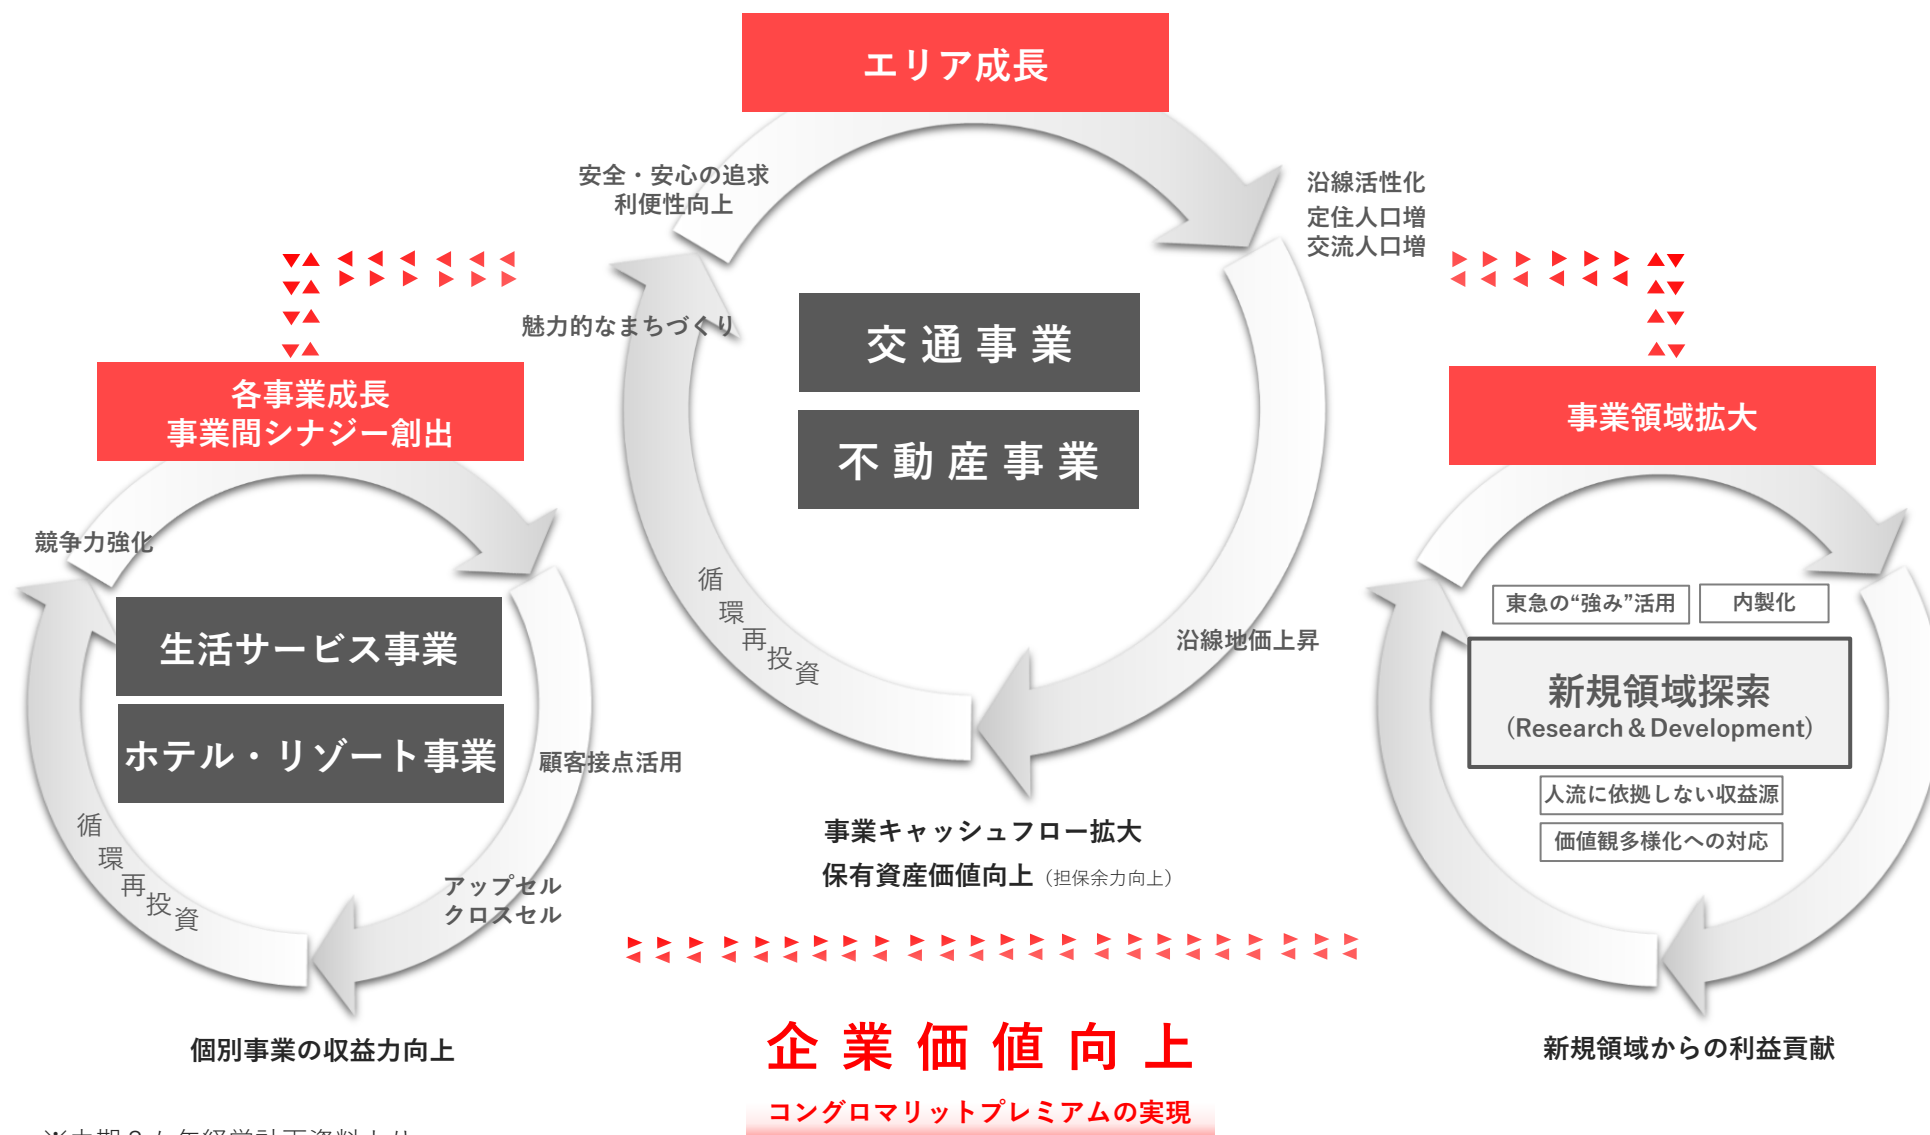 エリア成長
安全・安心の追求
利便性向上
沿線活性化
定住人口増
交流人口増
魅力的なまちづくり
交通事業
不動産事業
循環再投資
沿線地価上昇
事業キャッシュフロー拡大
保有資産価値向上（担保余力向上）
各事業成長
事業間シナジー創出
競争力強化
生活サービス事業
ホテル・リゾート事業
顧客接点活用
循環再投資
アップセル
クロスセル
個別事業の収益力向上
事業領域拡大
東急の“強み”活用
内製化
新規領域探索
(Research & Development)
人流に依拠しない収益源
価値観多様化への対応
新規領域からの利益貢献
企業価値向上
コングロマリットプレミアムの実現